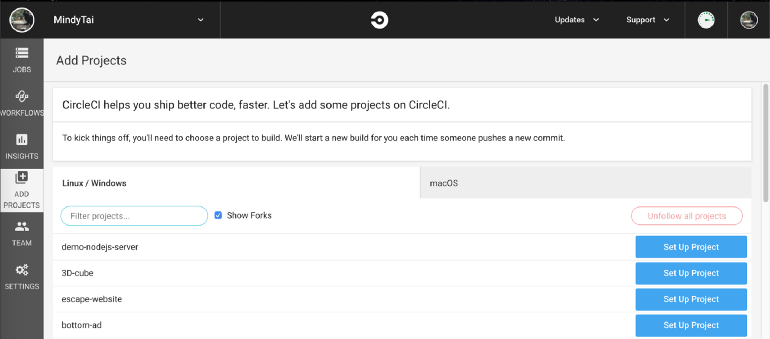 MindyTai
Updates
Support
JOBS
WORKFLOWS
INSIGHTS
ADD
PROJECTS
TEAM
SETTINGS
Add Projects
CircleCI helps you ship better code, faster. Let's add some projects on CircleCI.
To kick things off, you'll need to choose a project to build. We'll start a new build for you each time someone pushes a new commit.
Linux / Windows
macOS
Filter projects...
Show Forks
Unfollow all projects
demo-nodejs-server
Set Up Project
3D-cube
Set Up Project
escape-website
Set Up Project
bottom-ad
Set Up Project